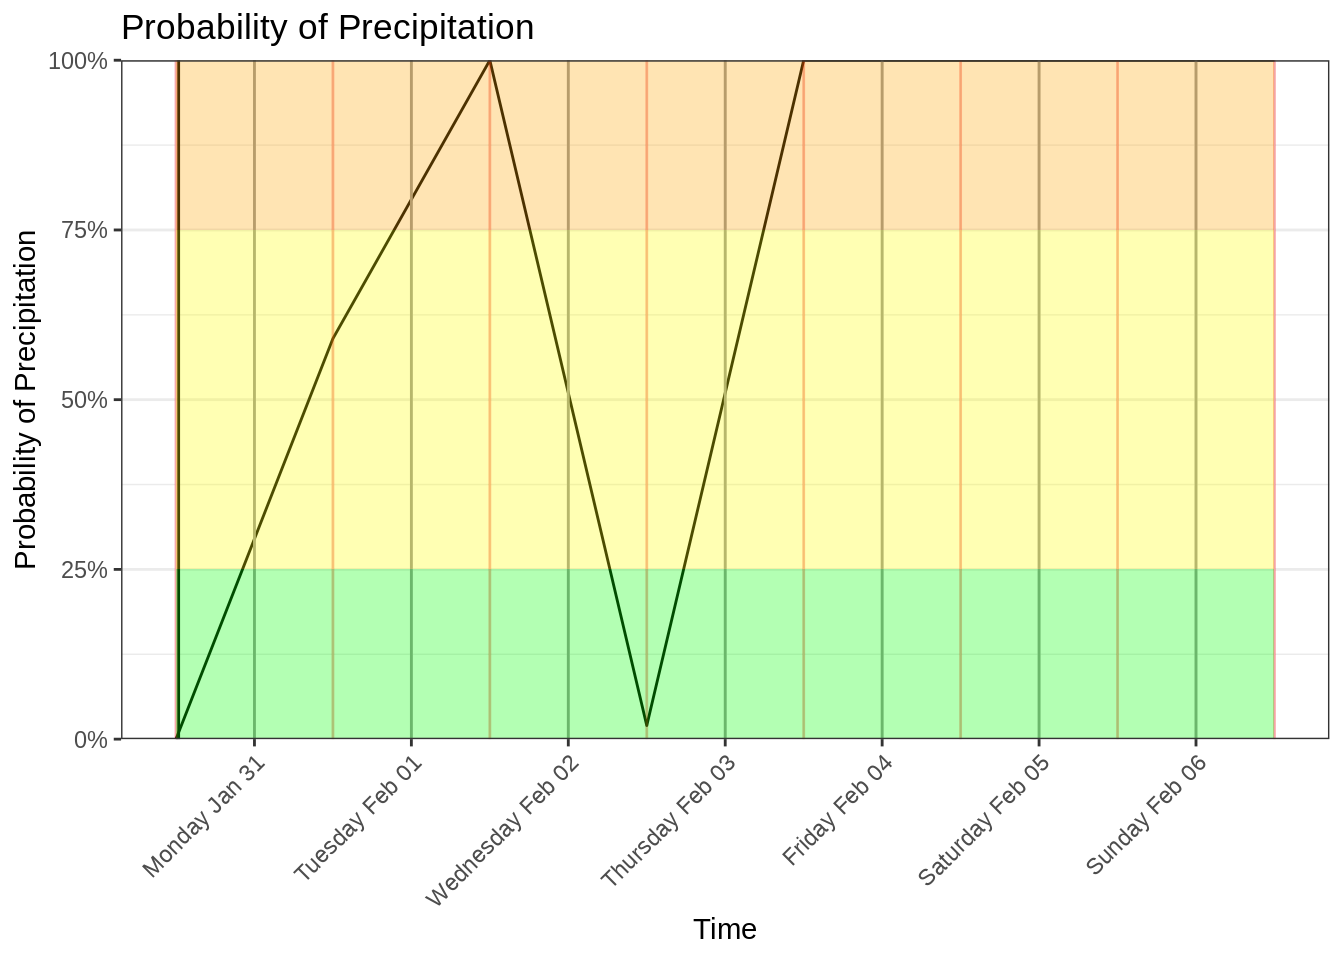 Probability of Precipitation
Probability of Precipitation
100%
75%
50%
25%
0%
Monday Jan 31
Tuesday Feb 01
Wednesday Feb 02
Thursday Feb 03
Friday Feb 04
Saturday Feb 05
Sunday Feb 06
Time